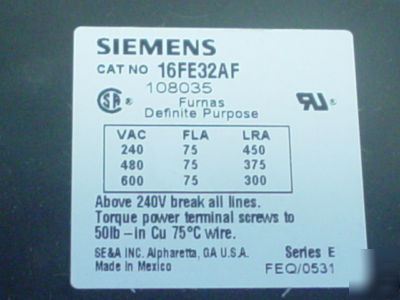 SIEMENS
CAT NO 16FE32AF
108035
Furnas
Definite Purpose
VAC FLA LRA
240 75 450
480 75 375
600 75 300
Above 240V break all lines.
Torque power terminal screws to
50lb-in Cu 75°C wire.
SE&A INC. Alpharetta, GA U.S.A. Series E
Made in Mexico FEQ/0531